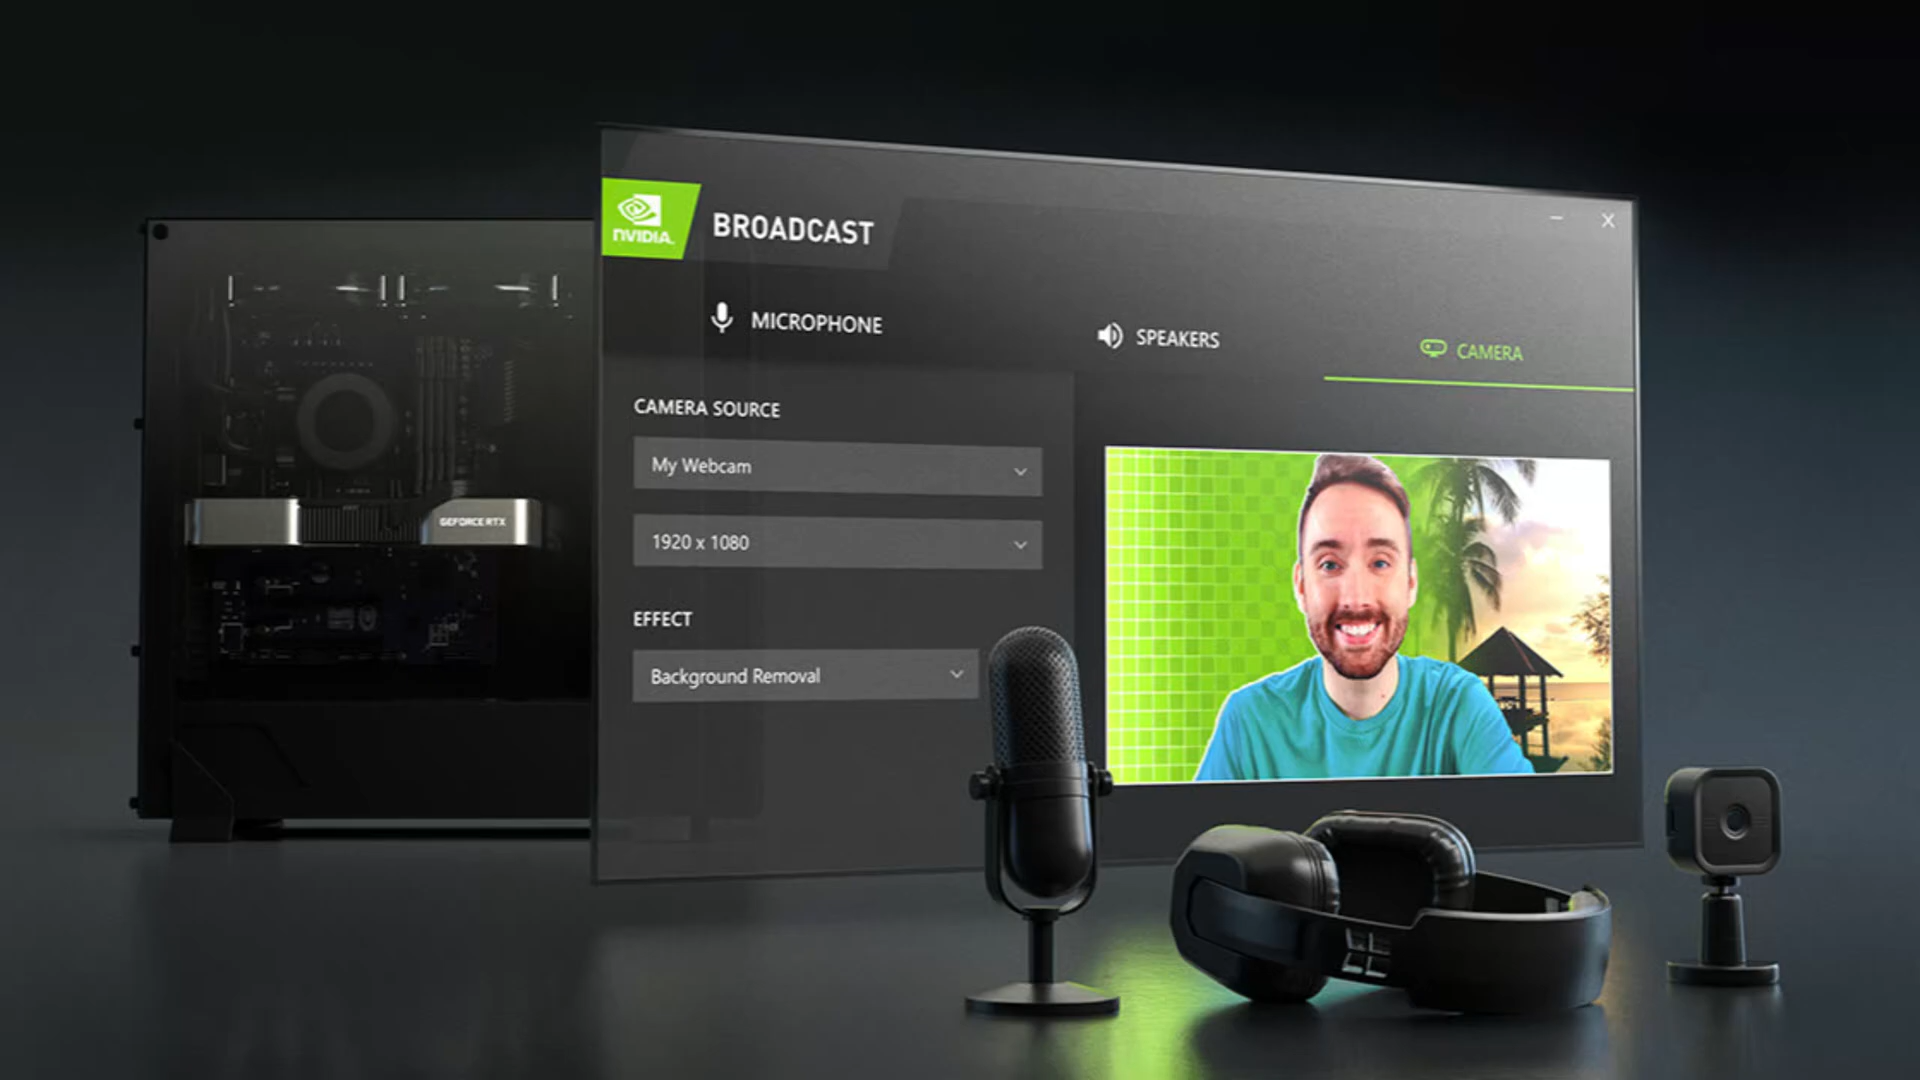 NVIDIA.
BROADCAST
MICROPHONE
SPEAKERS
CAMERA
CAMERA SOURCE
My Webcam
1920 x 1080
EFFECT
Background Removal
GEFORCE RTX